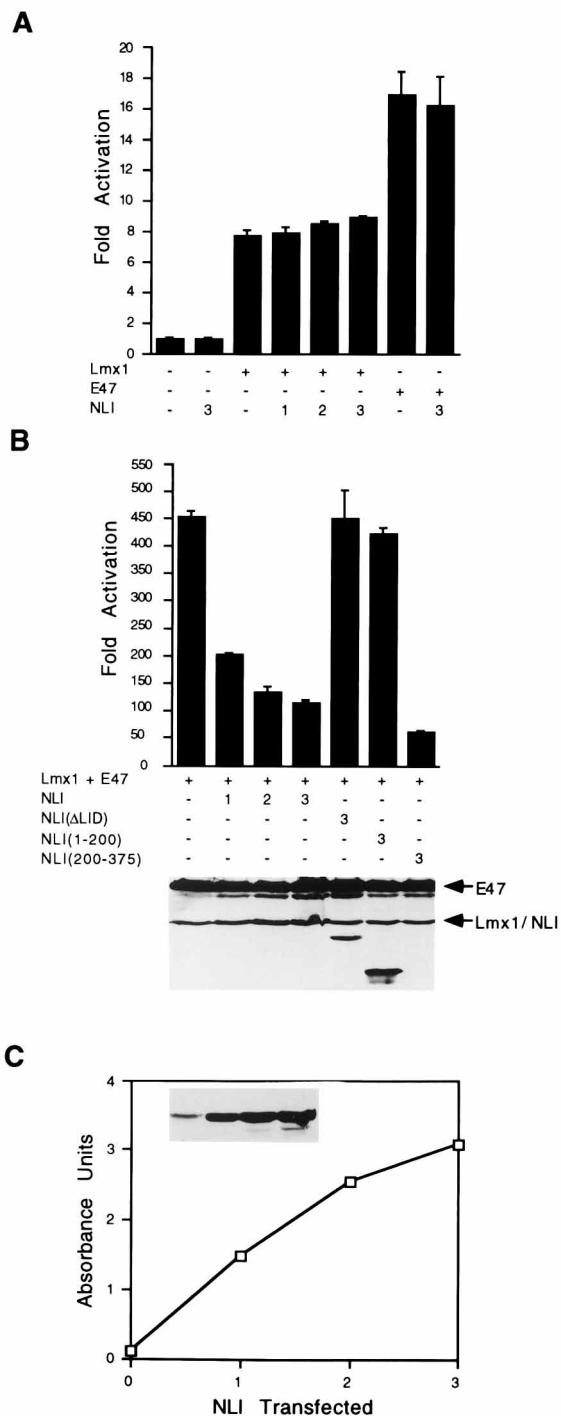 A
20
18
16
14
12
10
8
6
4
2
0
Fold Activation
Lmx1 - - + + + + - -
E47 - - - - - - + +
NLI - 3 - 1 2 3 - 3
B
550
500
450
400
350
300
250
200
150
100
50
0
Fold Activation
Lmx1 + E47 + + + + + + +
NLI - 1 2 3 - - -
NLI(ΔLID) - - - - 3 - -
NLI(1-200) - - - - - 3 -
NLI(200-375) - - - - - - 3
E47
Lmx1/NLI
C
4
3
2
1
0
Absorbance Units
0 1 2 3
NLI Transfected